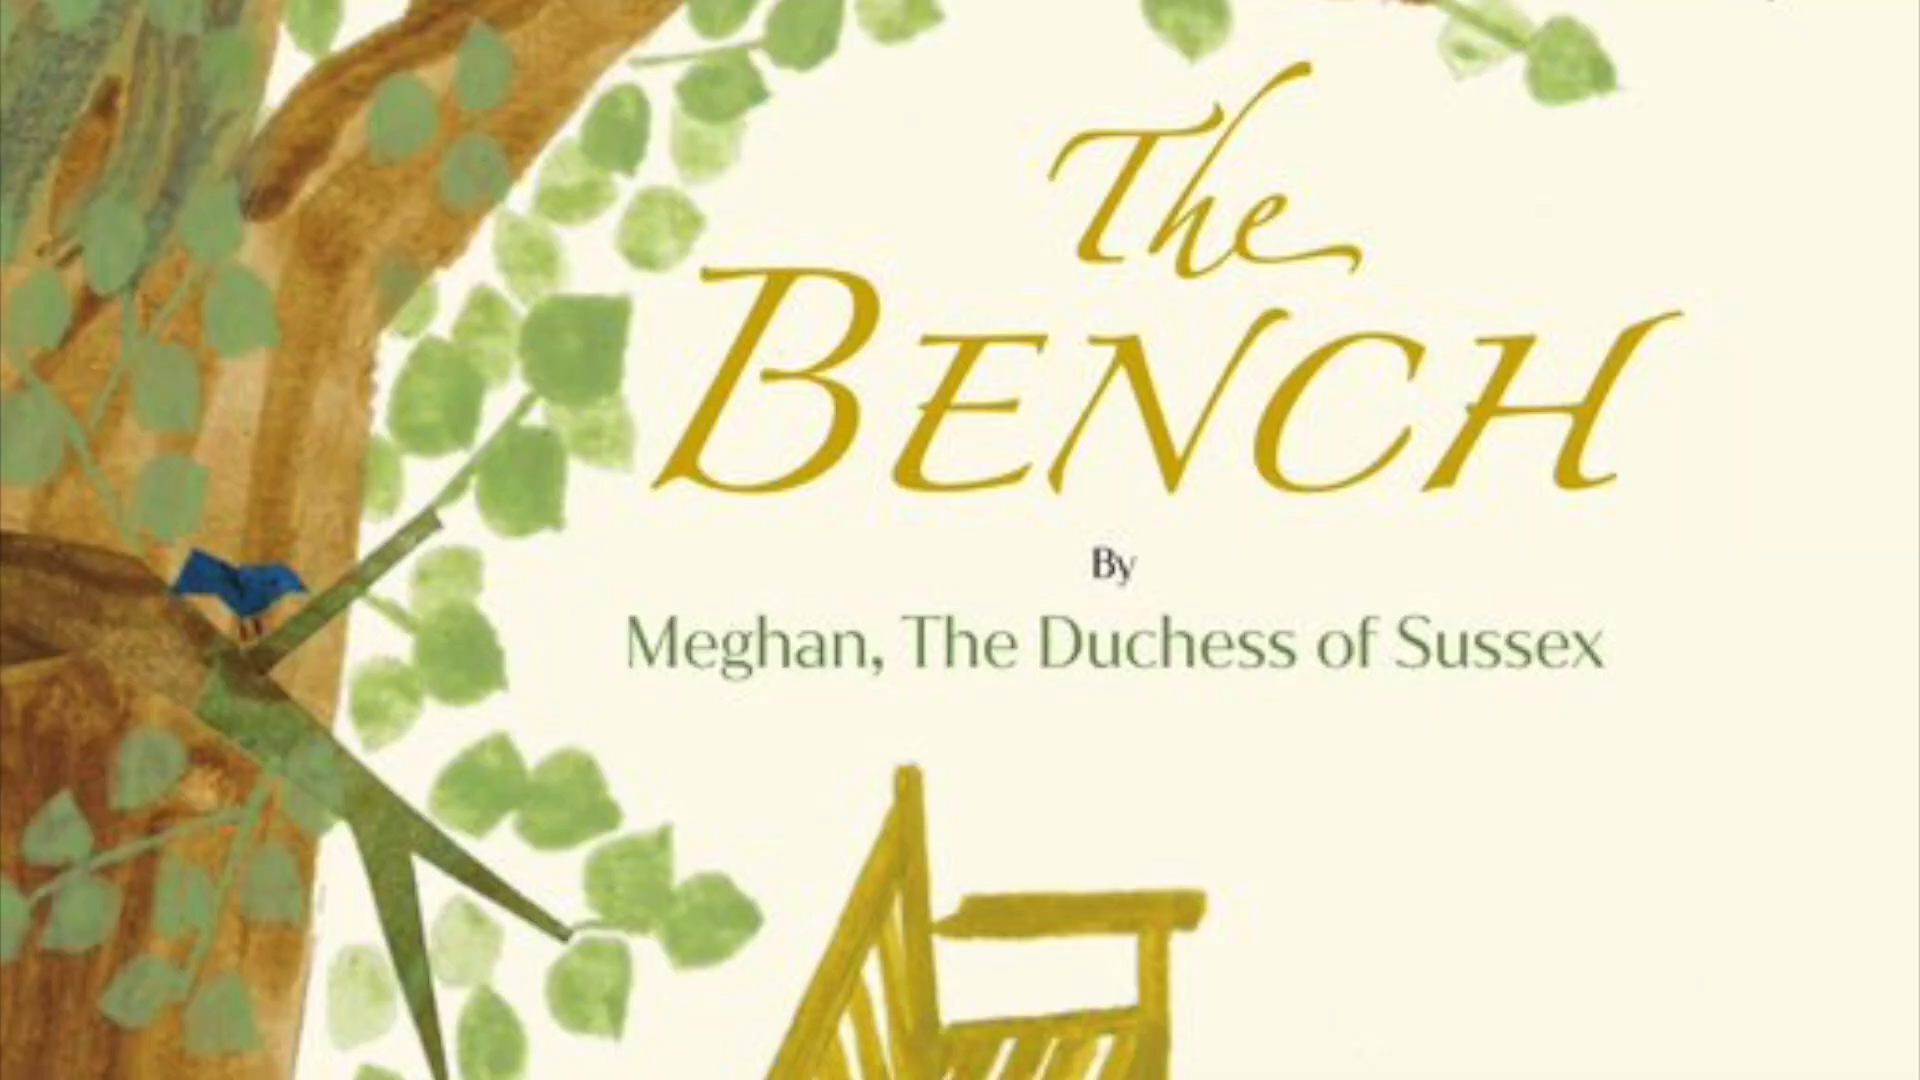 The
BENCH
By
Meghan, The Duchess of Sussex